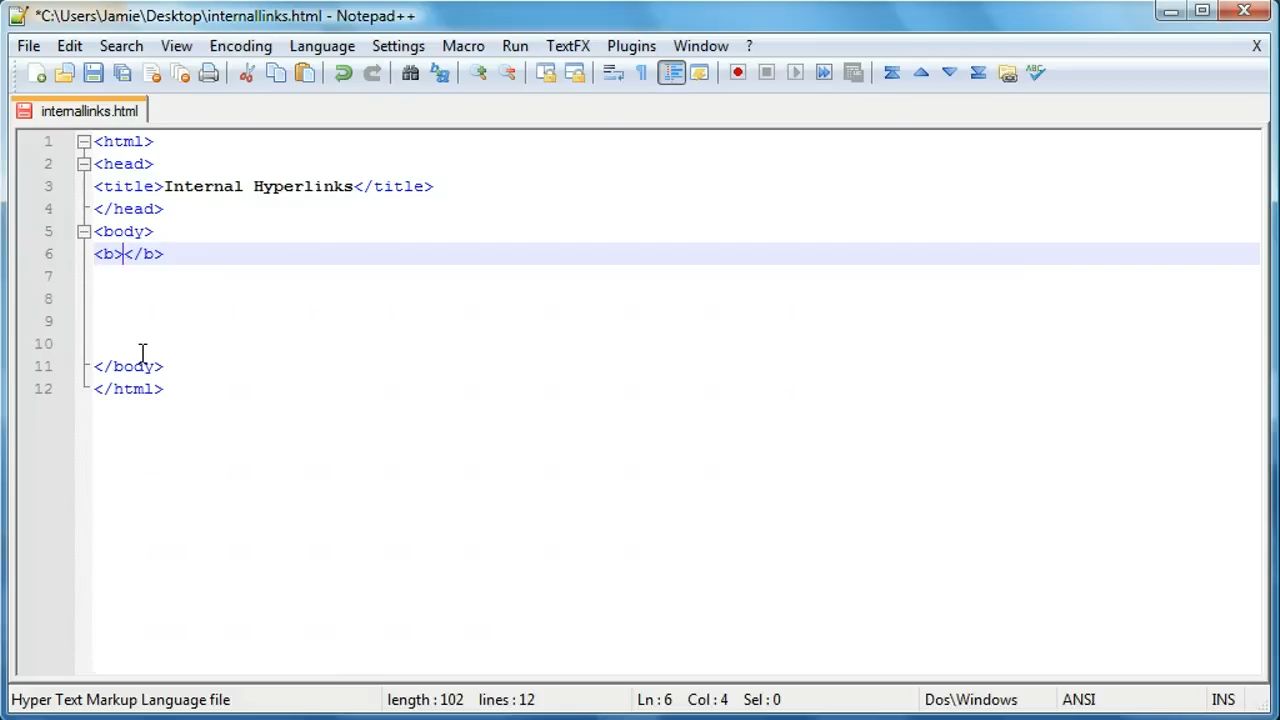 *C:\Users\Jamie\Desktop\internallinks.html - Notepad++
File Edit Search View Encoding Language Settings Macro Run TextFX Plugins Window ? X
internallinks.html
1 <html>
2 <head>
3 <title>Internal Hyperlinks</title>
4 </head>
5 <body>
6 <b></b>
7
8
9
10
11 </body>
12 </html>
Hyper Text Markup Language file length : 102 lines : 12 Ln : 6 Col : 4 Sel : 0 Dos\Windows ANSI INS